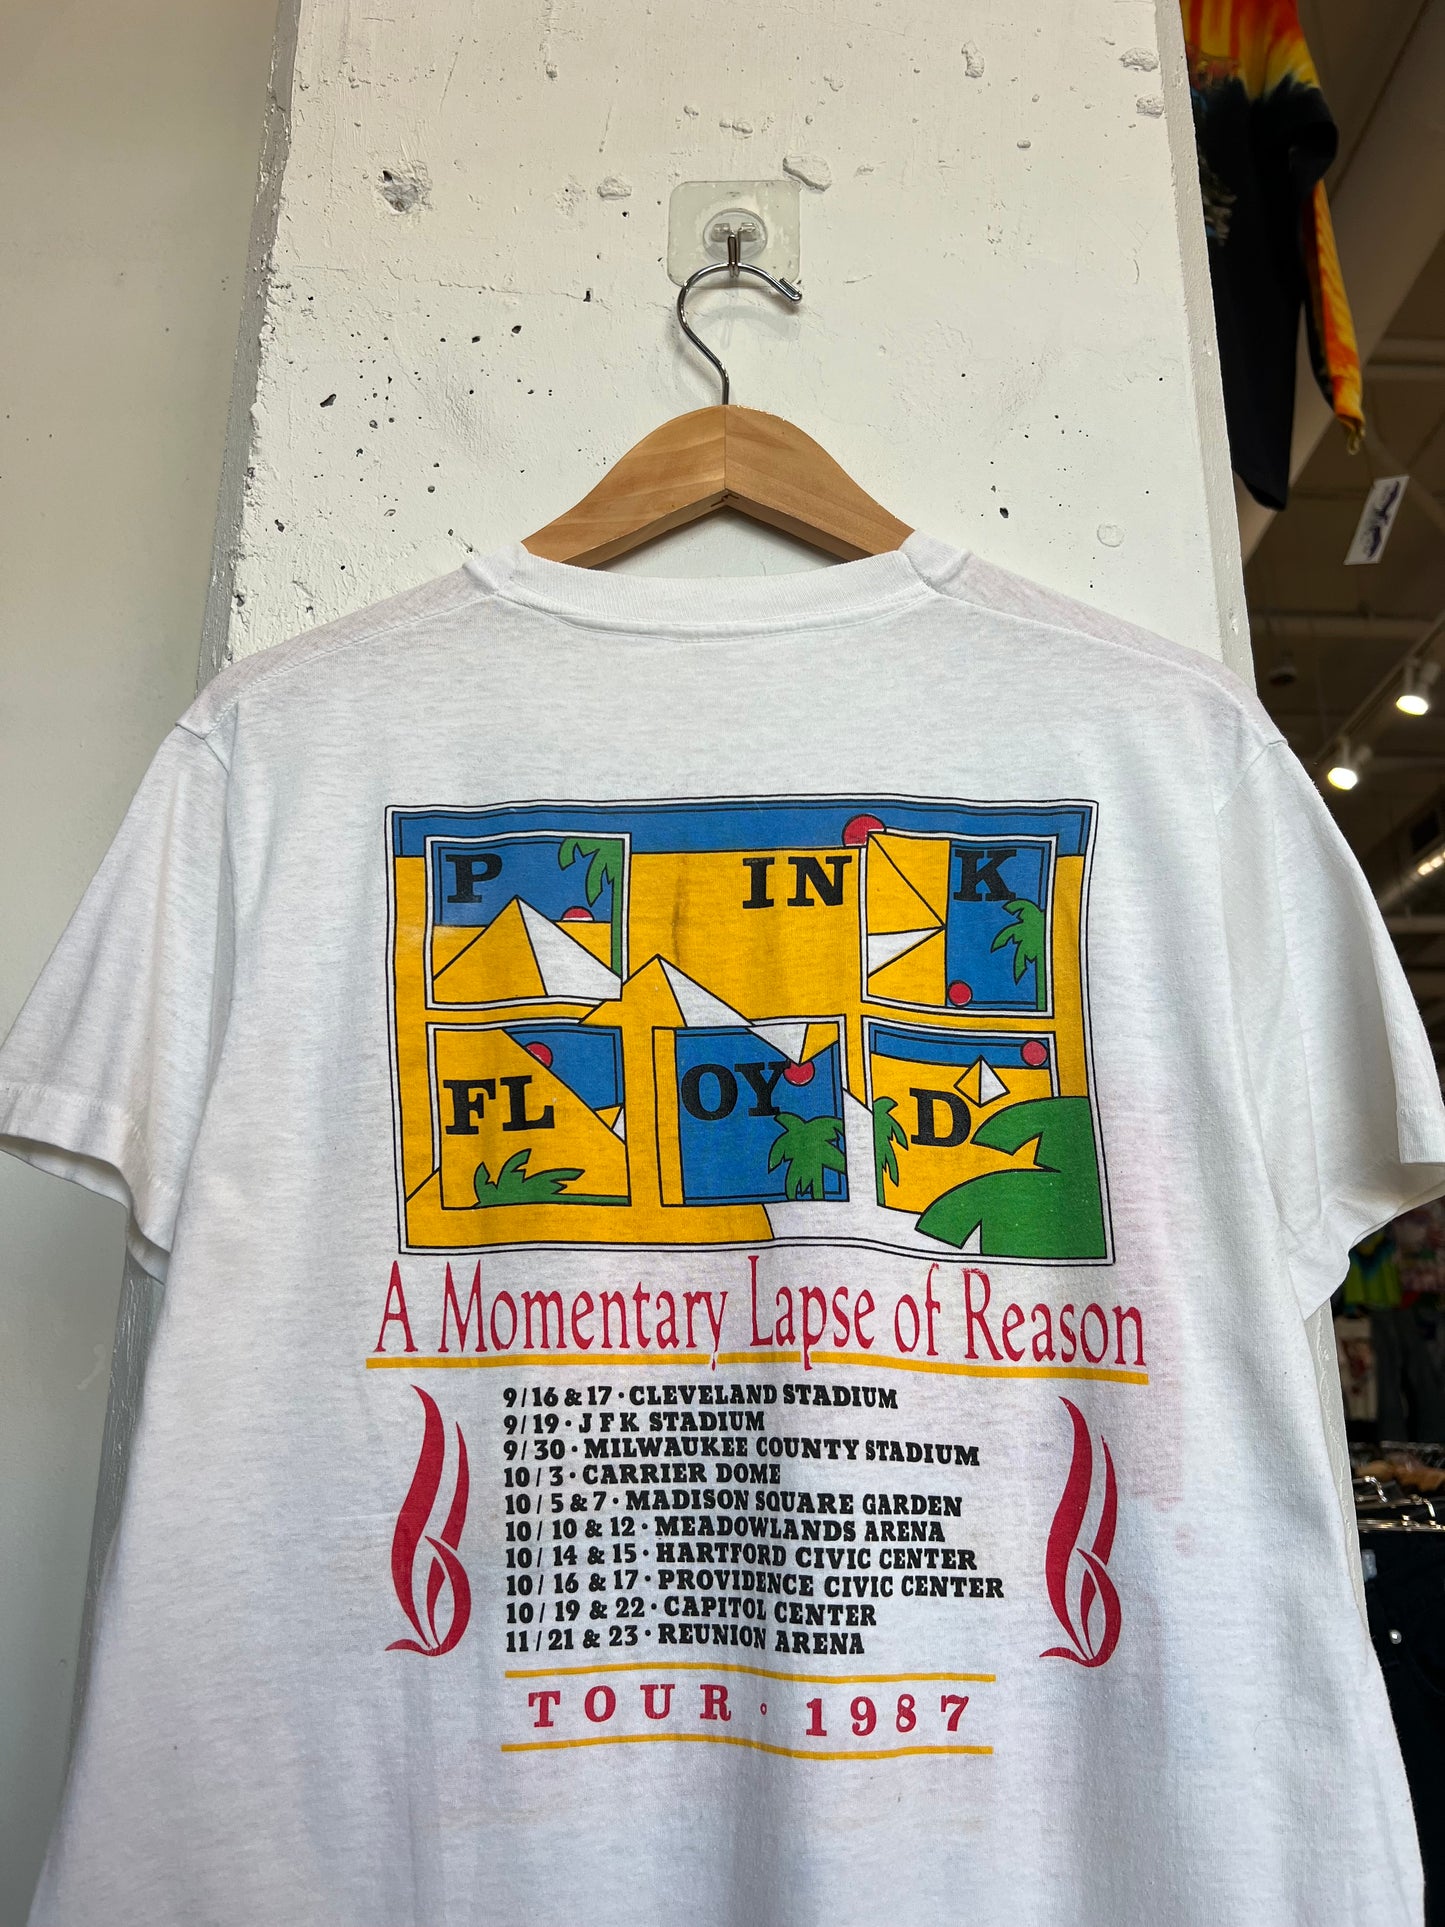 P IN K
FL OY D
A Momentary Lapse of Reason
9/16 & 17 · CLEVELAND STADIUM
9/19 · J F K STADIUM
9/30 · MILWAUKEE COUNTY STADIUM
10/3 · CARRIER DOME
10/5 & 7 · MADISON SQUARE GARDEN
10/10 & 12 · MEADOWLANDS ARENA
10/14 & 15 · HARTFORD CIVIC CENTER
10/16 & 17 · PROVIDENCE CIVIC CENTER
10/19 & 22 · CAPITOL CENTER
11/21 & 23 · REUNION ARENA
TOUR · 1987